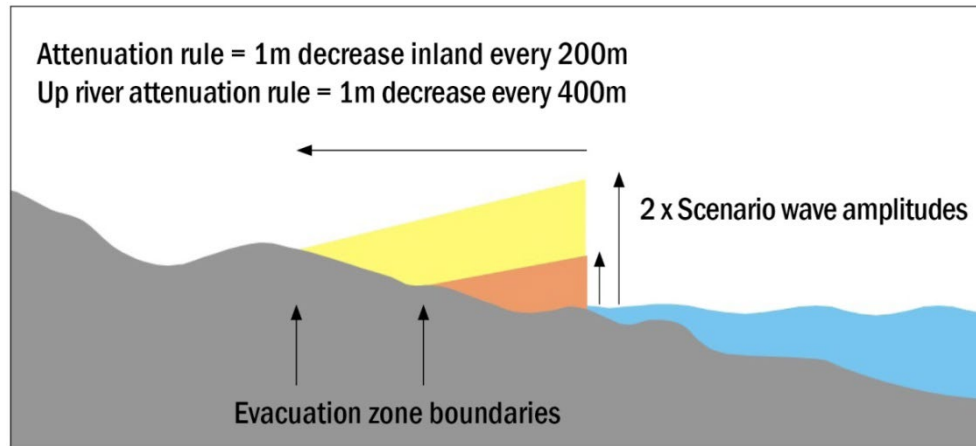 Attenuation rule = 1m decrease inland every 200m
Up river attenuation rule = 1m decrease every 400m
2 x Scenario wave amplitudes
Evacuation zone boundaries